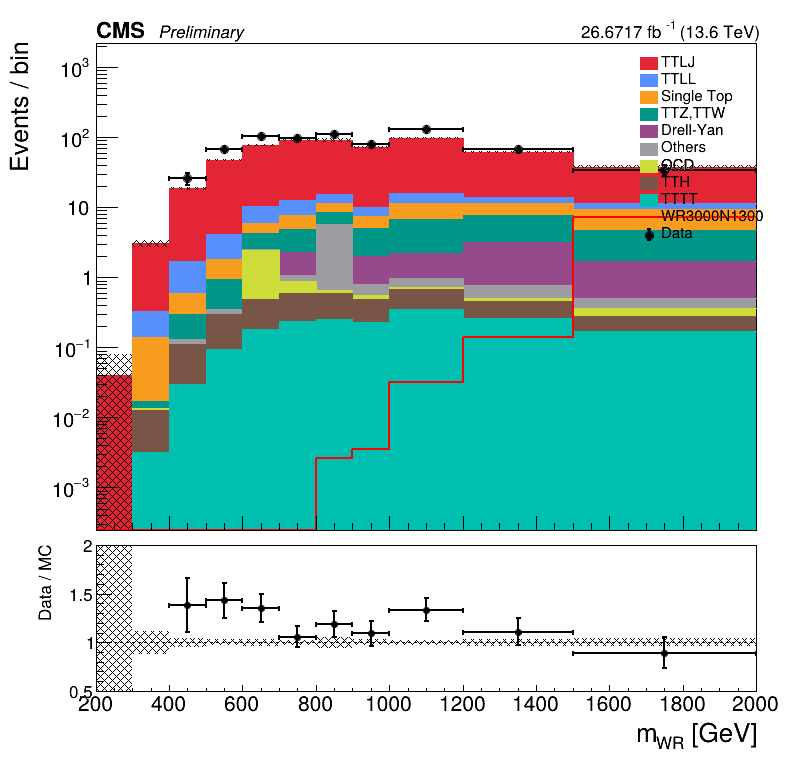 CMS Preliminary 26.6717 fb -1 (13.6 TeV)
Events / bin
10³
10²
10
1
10⁻¹
10⁻²
10⁻³
TTLJ
TTLL
Single Top
TTZ,TTW
Drell-Yan
Others
QCD
TTH
TTTT
WR3000N1300
Data
Data / MC
2
1.5
1
0.5
200 400 600 800 1000 1200 1400 1600 1800 2000
mWR [GeV]